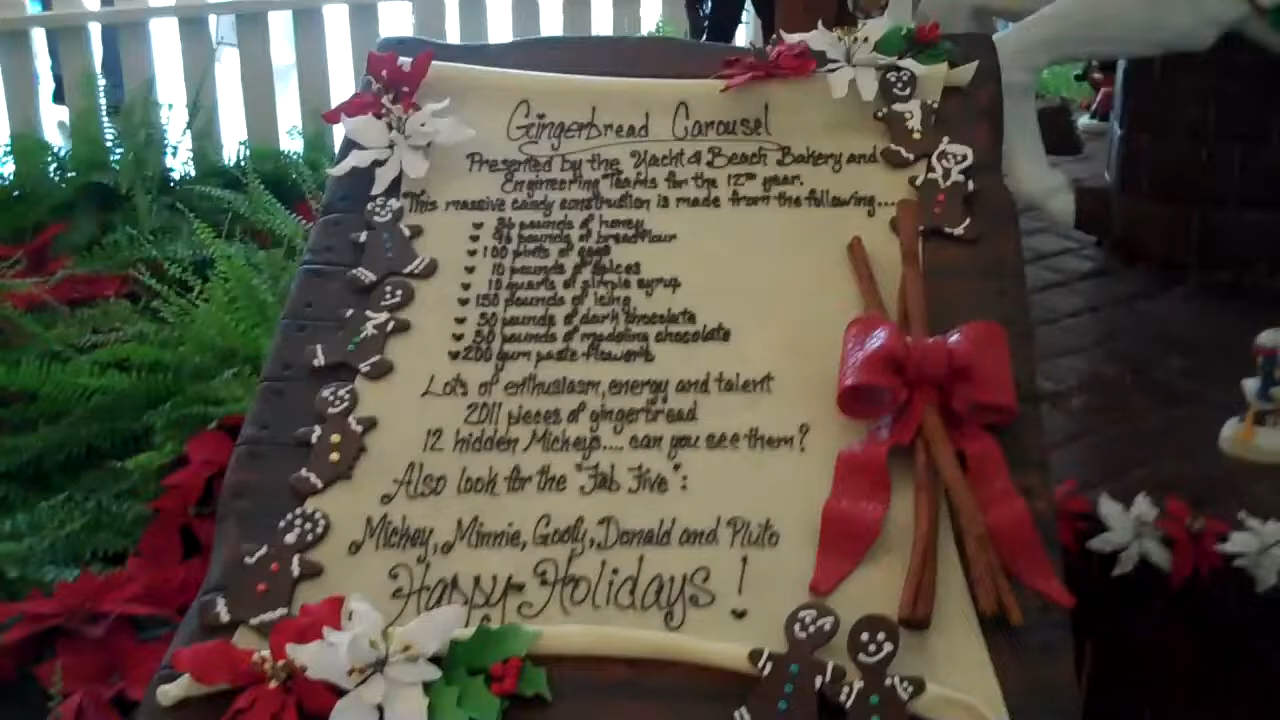 Gingerbread Carousel
Presented by the Yacht & Beach Bakery and
Engineering Teams for the 12th year.
This massive candy construction is made from the following....
36 pounds of honey
96 pounds of bread flour
100 pints of eggs
10 pounds of spices
10 quarts of simple syrup
150 pounds of icing
50 pounds of dark chocolate
50 pounds of modeling chocolate
200 gum paste flowers
Lots of enthusiasm, energy and talent
2011 pieces of gingerbread
12 hidden Mickeys.... can you see them?
Also look for the "Fab Five":
Mickey, Minnie, Goofy, Donald and Pluto
Happy Holidays!